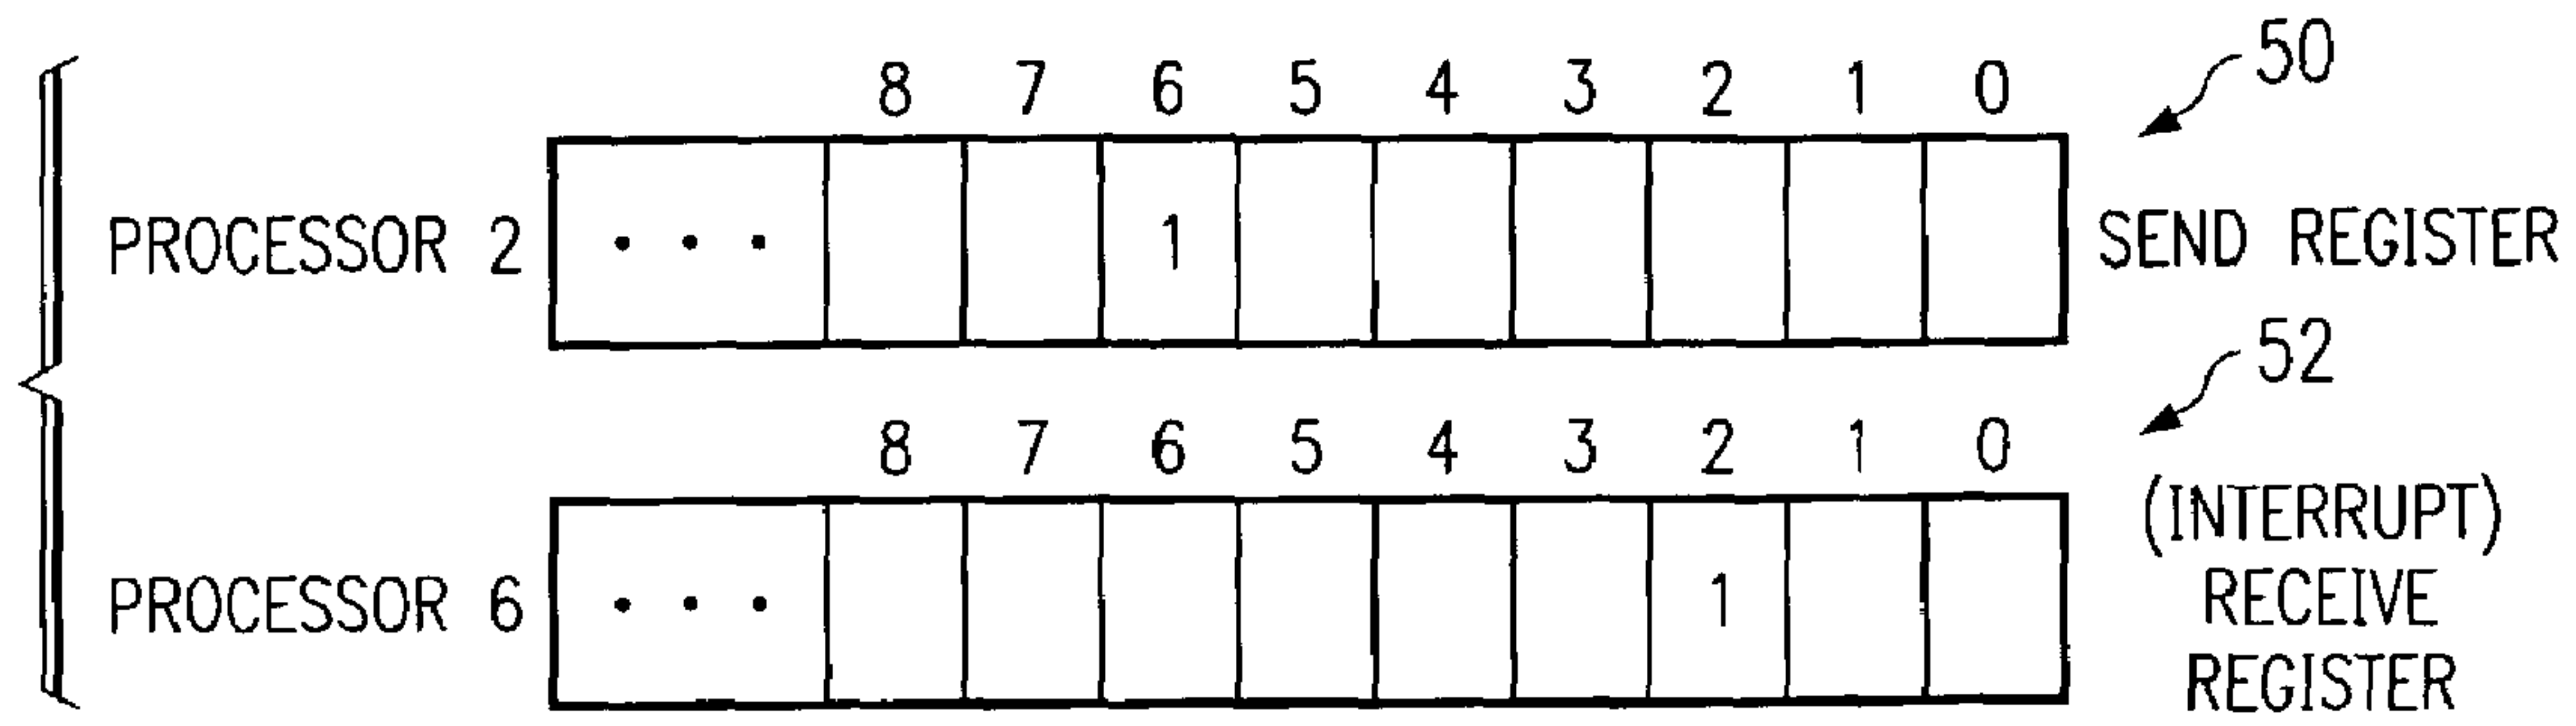 50
8 7 6 5 4 3 2 1 0
PROCESSOR 2 ... 1 SEND REGISTER
52
8 7 6 5 4 3 2 1 0
(INTERRUPT)
PROCESSOR 6 ... 1 RECEIVE
REGISTER